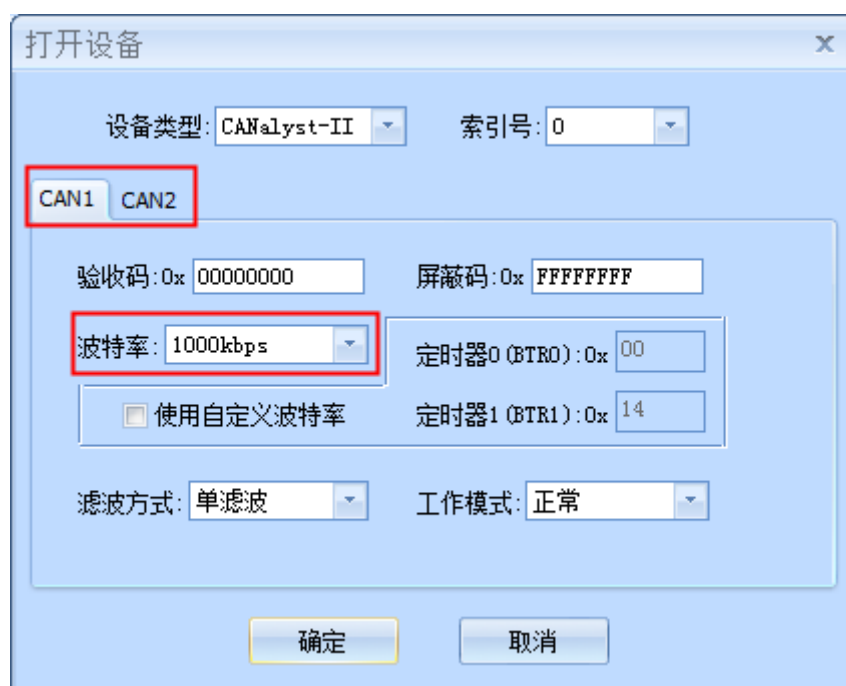 打开设备 x
设备类型: CANalyst-II 索引号: 0
CAN1 CAN2
验收码:0x 00000000 屏蔽码:0x FFFFFFFF
波特率: 1000kbps 定时器0(BTR0):0x 00
使用自定义波特率 定时器1(BTR1):0x 14
滤波方式: 单滤波 工作模式: 正常
确定 取消